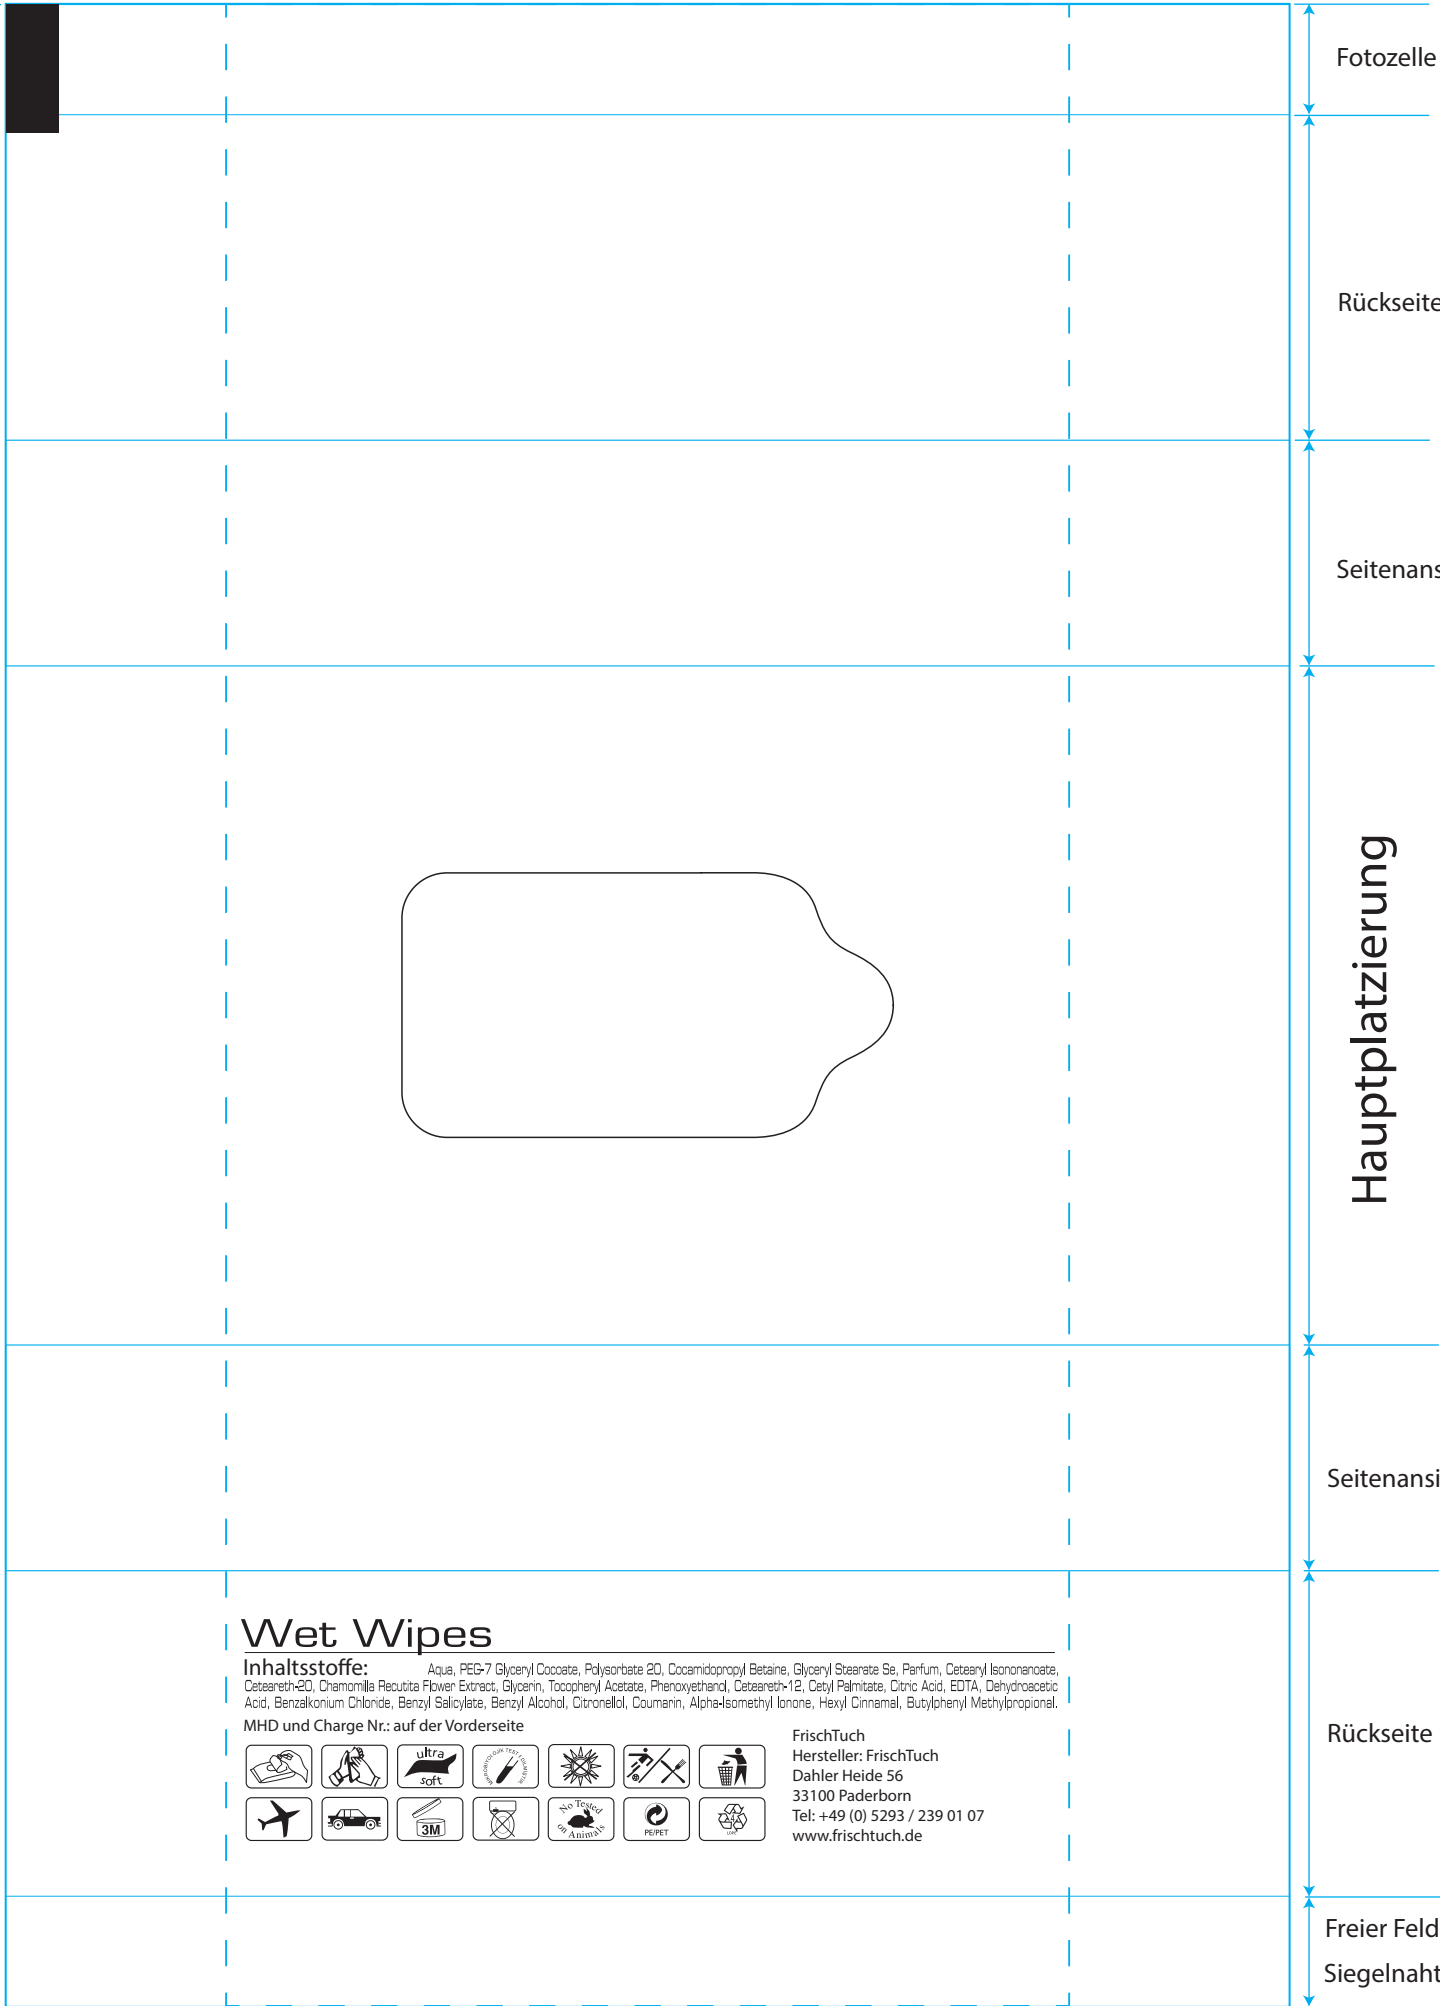 Fotozelle
Rückseite
Seitenans
Hauptplatzierung
Seitenansi
Wet Wipes
Inhaltsstoffe: Aqua, PEG-7 Glyceryl Cocoate, Polysorbate 20, Cocamidopropyl Betaine, Glyceryl Stearate Se, Parfum, Cetearyl Isononanoate,
Ceteareth-20, Chamomilla Recutita Flower Extract, Glycerin, Tocopheryl Acetate, Phenoxyethanol, Ceteareth-12, Cetyl Palmitate, Citric Acid, EDTA, Dehydroacetic
Acid, Benzalkonium Chloride, Benzyl Salicylate, Benzyl Alcohol, Citronellol, Coumarin, Alpha-Isomethyl Ionone, Hexyl Cinnamal, Butylphenyl Methylpropional.
MHD und Charge Nr.: auf der Vorderseite
ultra
soft
3M
No Tested
on Animals
PE/PET
4
FrischTuch
Hersteller: FrischTuch
Dahler Heide 56
33100 Paderborn
Tel: +49 (0) 5293 / 239 01 07
www.frischtuch.de
Rückseite
Freier Feld
Siegelnaht